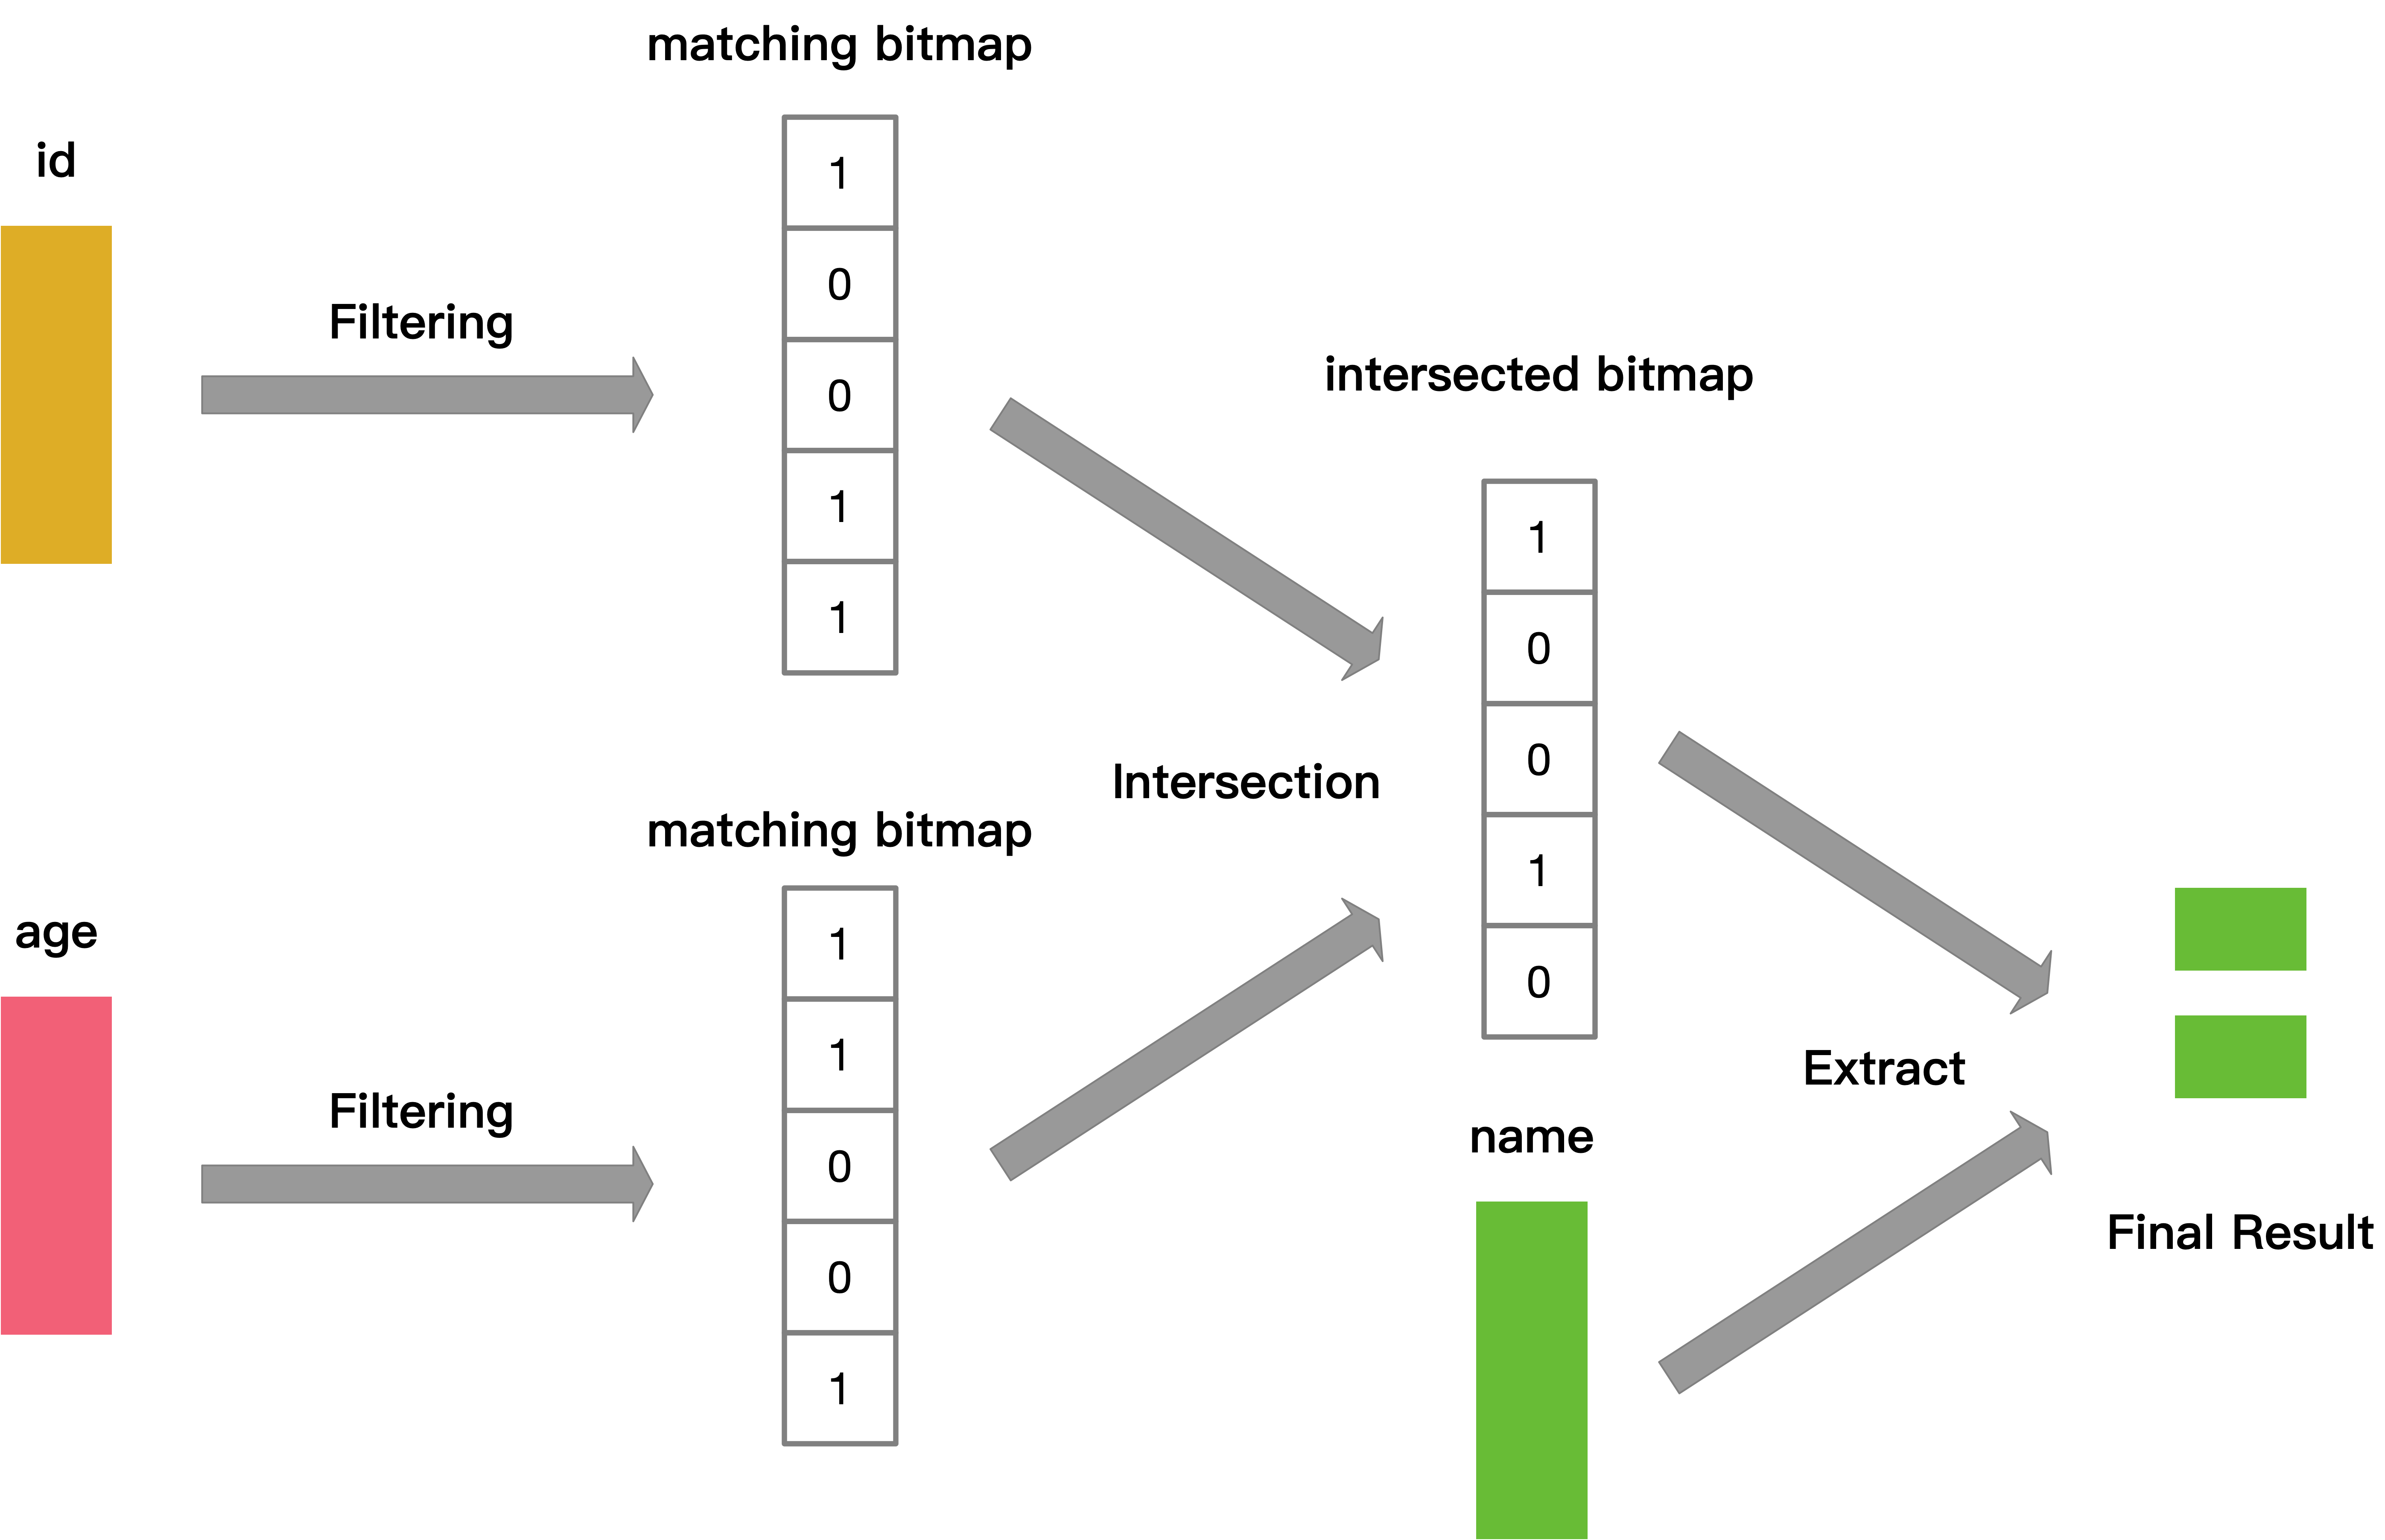 matching bitmap
id
Filtering
1
0
0
1
1
intersected bitmap
1
0
0
1
0
Intersection
matching bitmap
age
Filtering
1
1
0
0
1
Extract
name
Final Result